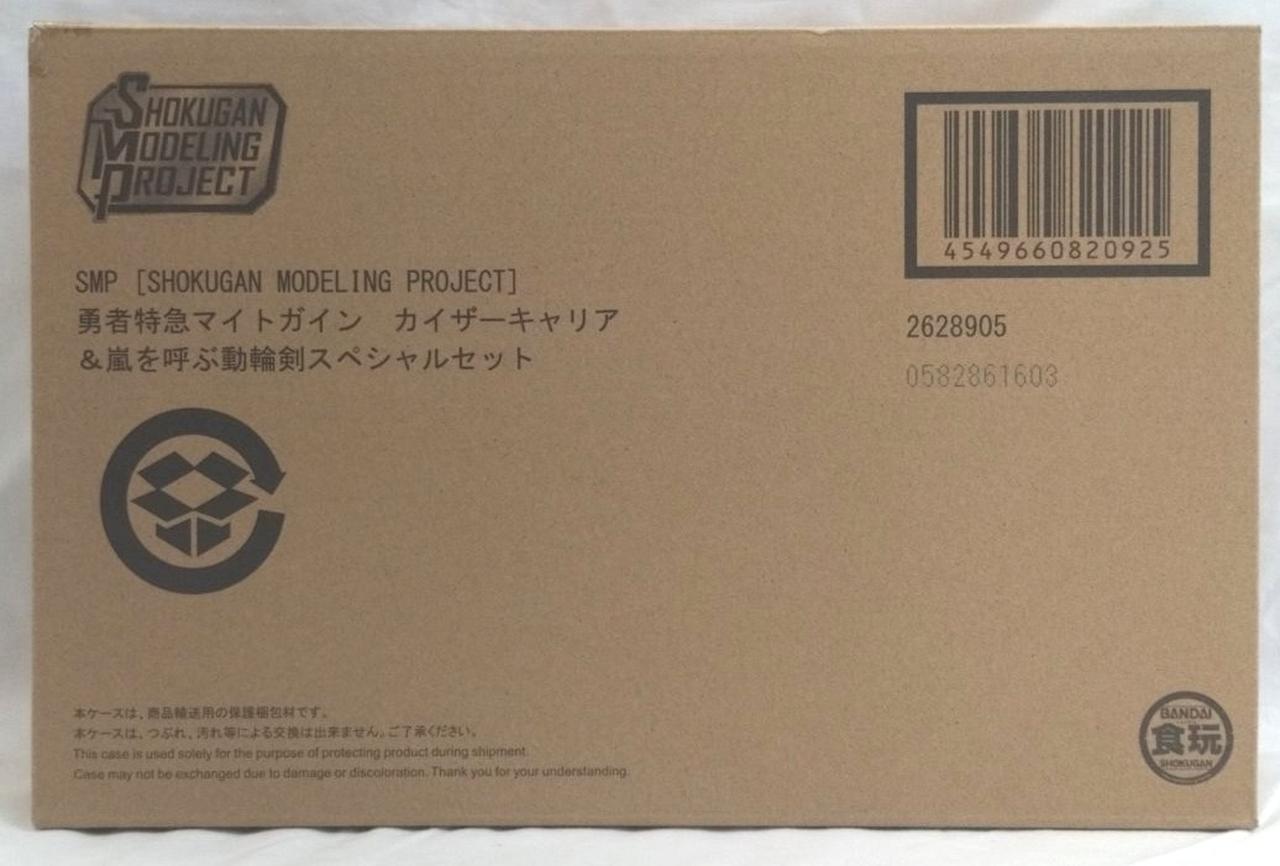 SHOKUGAN
MODELING
PROJECT
4549660820925
SMP [SHOKUGAN MODELING PROJECT]
勇者特急マイトガイン　カイザーキャリア
＆嵐を呼ぶ動輪剣スペシャルセット
2628905
0582861603
本ケースは、商品輸送用の保護梱包材です。
本ケースは、つぶれ、汚れ等による交換は出来ません。ご了承ください。
This case is used solely for the purpose of protecting product during shipment.
Case may not be exchanged due to damage or discoloration. Thank you for your understanding.
BANDAI
食玩
SHOKUGAN